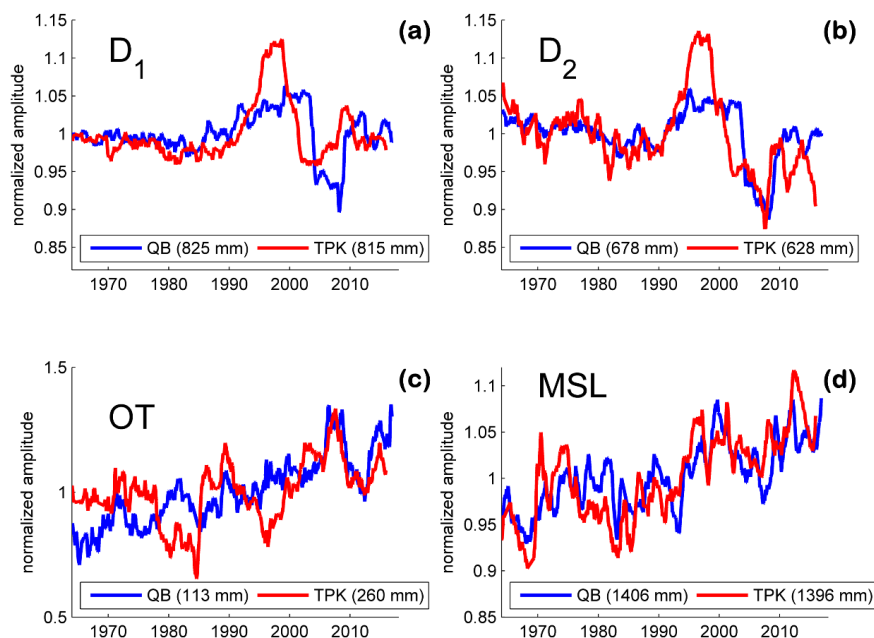 (a)
D1
normalized amplitude
1.15
1.1
1.05
1
0.95
0.9
0.85
QB (825 mm) TPK (815 mm)
1970 1980 1990 2000 2010
(b)
D2
normalized amplitude
1.15
1.1
1.05
1
0.95
0.9
0.85
QB (678 mm) TPK (628 mm)
1970 1980 1990 2000 2010
(c)
OT
normalized amplitude
1.5
1
0.5
QB (113 mm) TPK (260 mm)
1970 1980 1990 2000 2010
(d)
MSL
normalized amplitude
1.1
1.05
1
0.95
0.9
0.85
QB (1406 mm) TPK (1396 mm)
1970 1980 1990 2000 2010